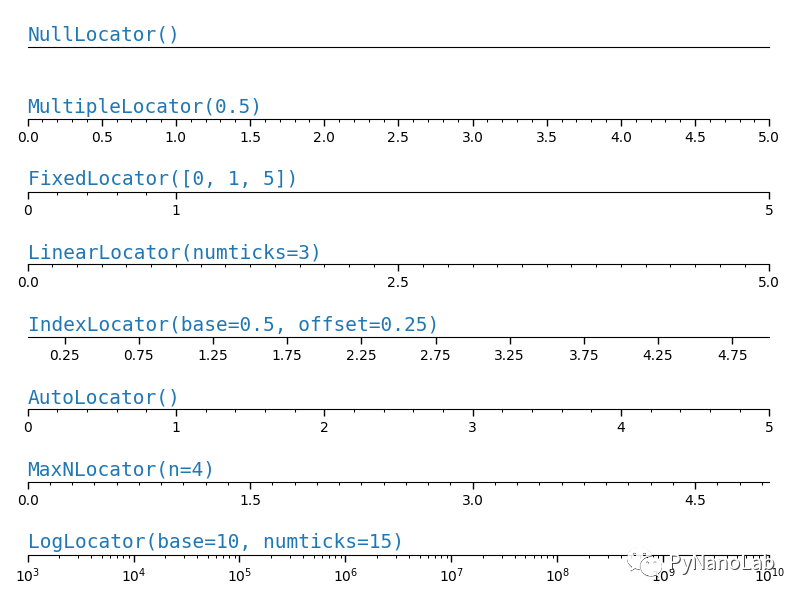 NullLocator()
MultipleLocator(0.5)
0.0 0.5 1.0 1.5 2.0 2.5 3.0 3.5 4.0 4.5 5.0
FixedLocator([0, 1, 5])
0 1 5
LinearLocator(numticks=3)
0.0 2.5 5.0
IndexLocator(base=0.5, offset=0.25)
0.25 0.75 1.25 1.75 2.25 2.75 3.25 3.75 4.25 4.75
AutoLocator()
0 1 2 3 4 5
MaxNLocator(n=4)
0.0 1.5 3.0 4.5
LogLocator(base=10, numticks=15)
10³ 10⁴ 10⁵ 10⁶ 10⁷ 10⁸ 10⁹ 10¹⁰
PyNanoLab